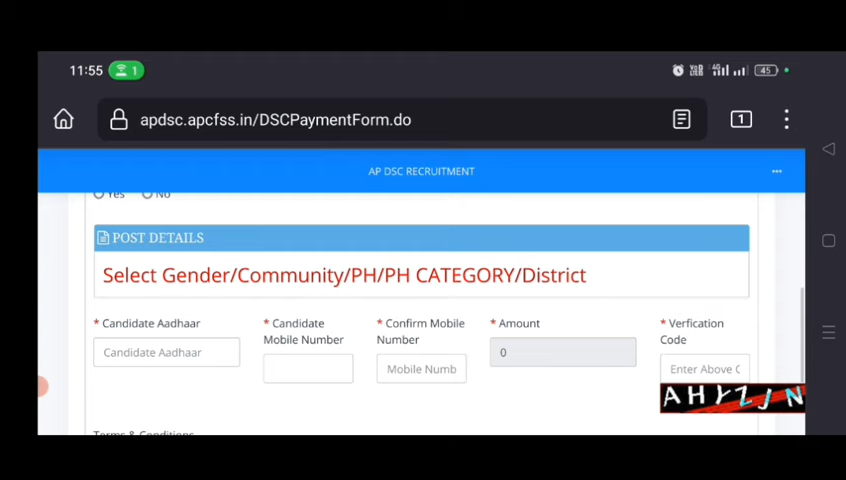 11:55 1 4G 45
apdsc.apcfss.in/DSCPaymentForm.do 1
AP DSC RECRUITMENT
Yes No
POST DETAILS
Select Gender/Community/PH/PH CATEGORY/District
* Candidate Aadhaar
Candidate Aadhaar
* Candidate
Mobile Number
* Confirm Mobile
Number
Mobile Numb
* Amount
0
* Verfication
Code
Enter Above C
AHYZJN
Terms & Conditions